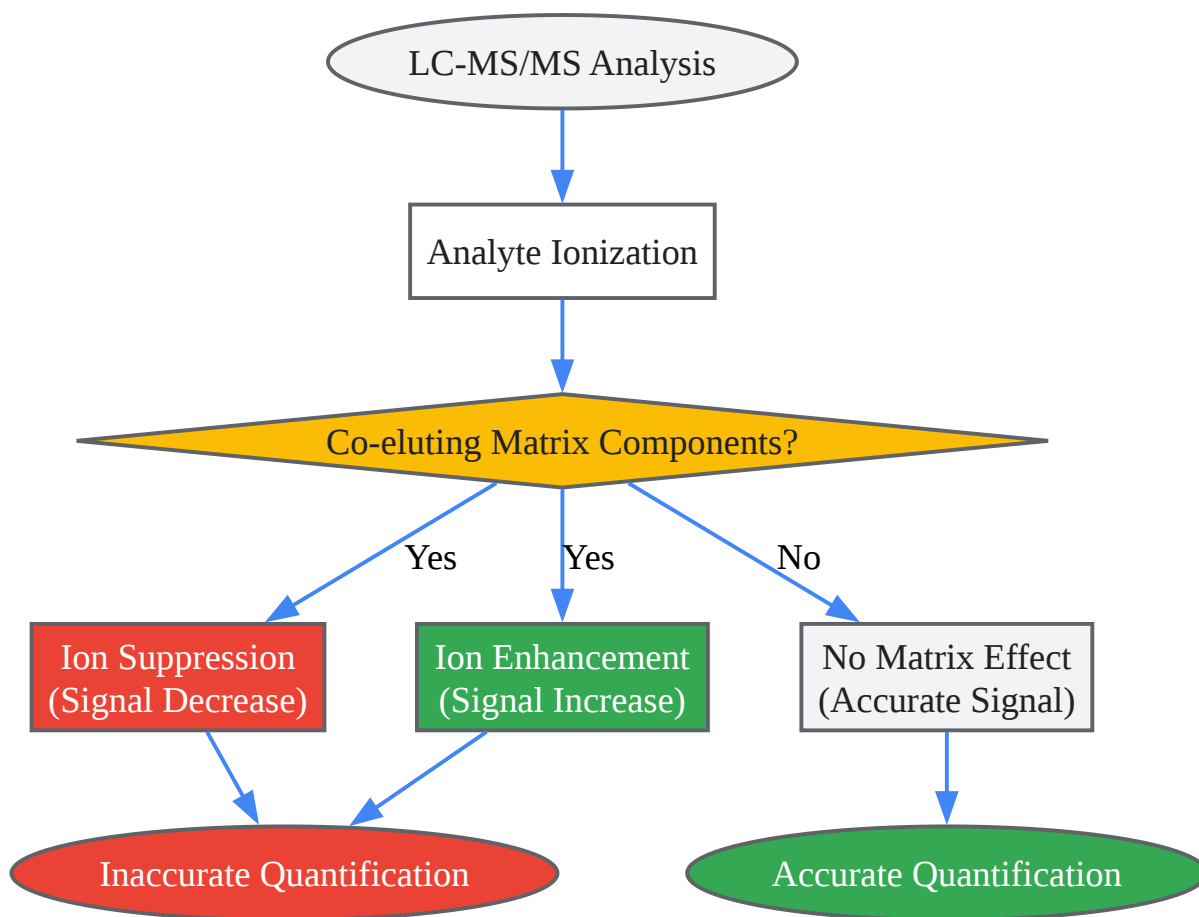 LC-MS/MS Analysis
Analyte Ionization
Co-eluting Matrix Components?
Yes
Yes
No
Ion Suppression
(Signal Decrease)
Ion Enhancement
(Signal Increase)
No Matrix Effect
(Accurate Signal)
Inaccurate Quantification
Accurate Quantification